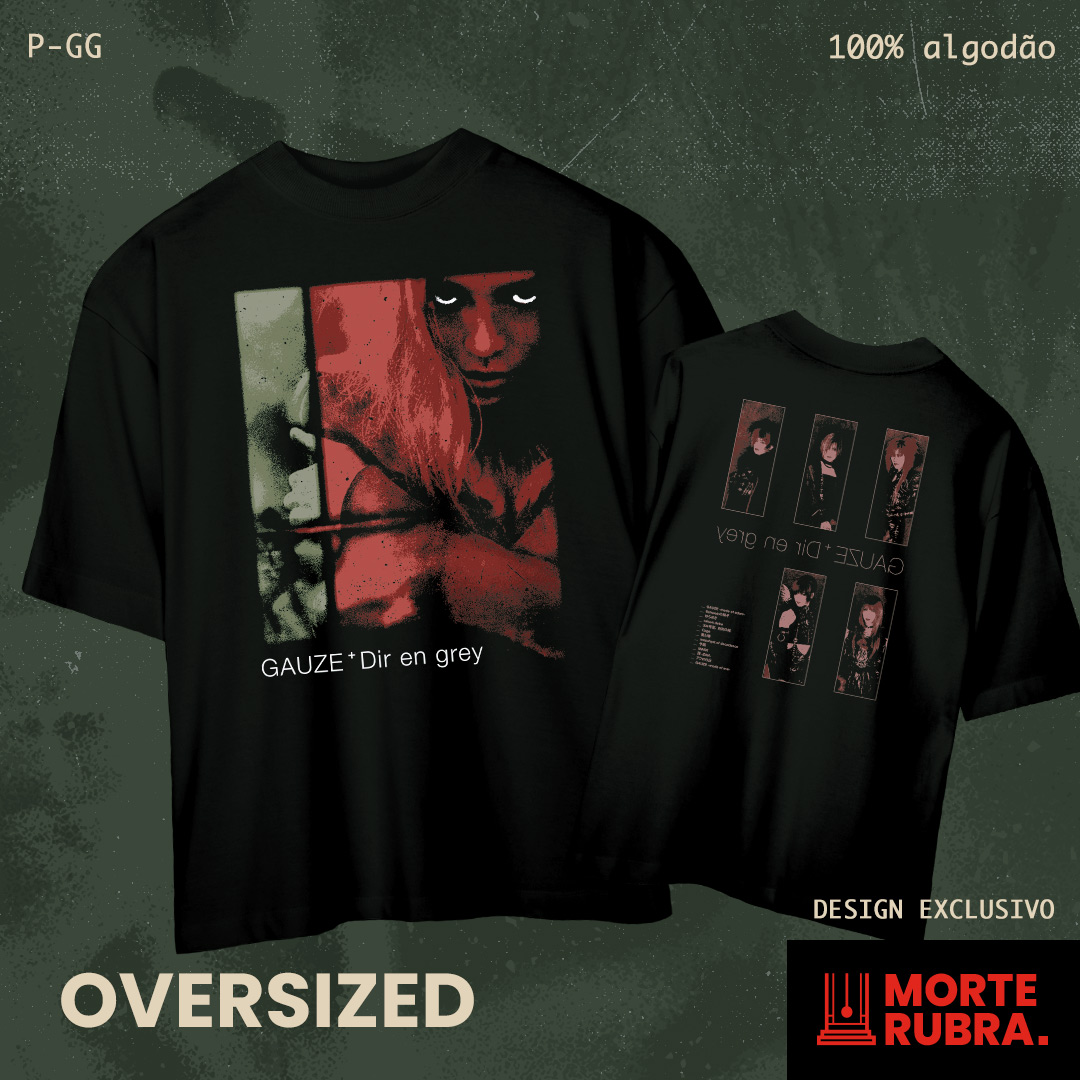 P-GG
100% algodão
GAUZE + Dir en grey
GAUZE + Dir en grey
DESIGN EXCLUSIVO
OVERSIZED
MORTE
RUBRA.